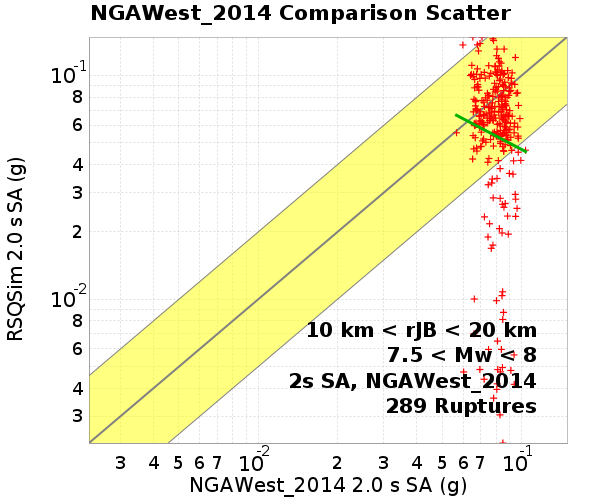 NGAWest_2014 Comparison Scatter
RSQSim 2.0 s SA (g)
10-1
8
6
4
3
2
10-2
8
6
4
3
10 km < rJB < 20 km
7.5 < Mw < 8
2s SA, NGAWest_2014
289 Ruptures
3 4 5 6 7 10-2 2 3 4 5 6 7 10-1
NGAWest_2014 2.0 s SA (g)